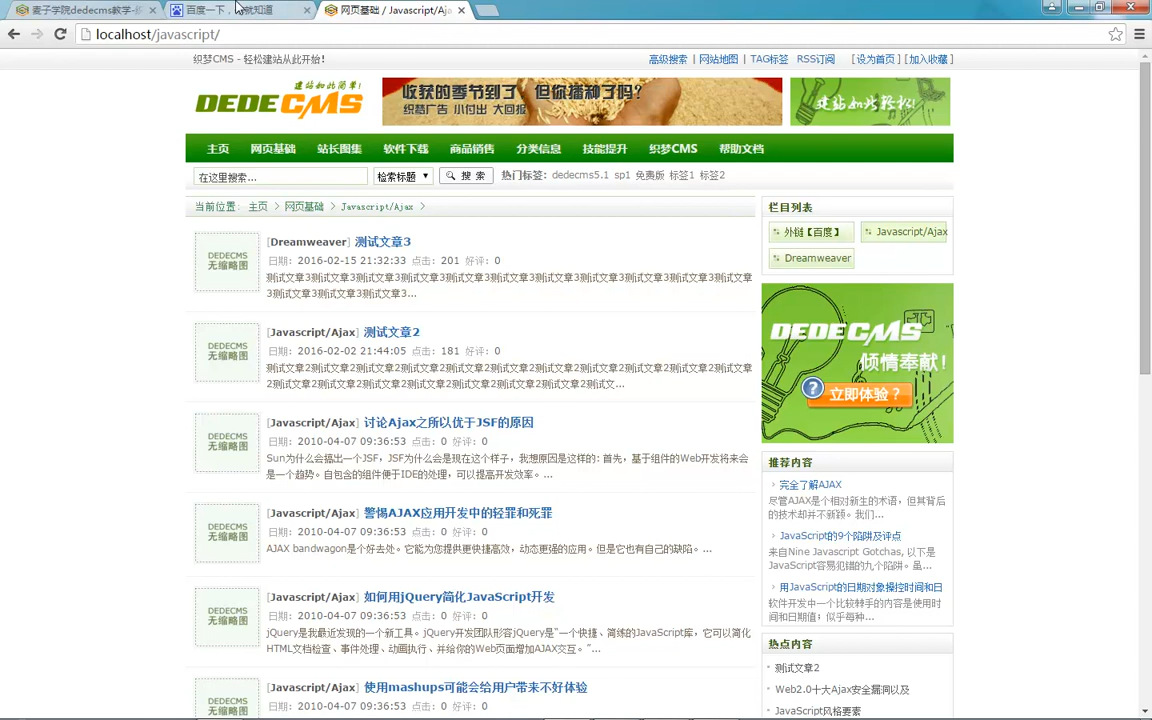 麦子学院dedecms教学-
百度一下，
就知道
网页基础 / Javascript/Aja
localhost/javascript/
织梦CMS - 轻松建站从此开始！
高级搜索 | 网站地图 | TAG标签 RSS订阅 [设为首页] [加入收藏]
建站如此简单!
DEDECMS
收获的季节到了 但你播种了吗?
织梦广告 小付出 大回报
建站如此轻松!
主页 网页基础 站长图集 软件下载 商品销售 分类信息 技能提升 织梦CMS 帮助文档
在这里搜索...
检索标题
搜 索
热门标签: dedecms5.1 sp1 免费版 标签1 标签2
当前位置: 主页 > 网页基础 > Javascript/Ajax >
DEDECMS
无缩略图
[Dreamweaver] 测试文章3
日期: 2016-02-15 21:32:33 点击: 201 好评: 0
测试文章3测试文章3测试文章3测试文章3测试文章3测试文章3测试文章3测试文章3测试文章3测试文章
3测试文章3测试文章3测试文章3...
DEDECMS
无缩略图
[Javascript/Ajax] 测试文章2
日期: 2016-02-02 21:44:05 点击: 181 好评: 0
测试文章2测试文章2测试文章2测试文章2测试文章2测试文章2测试文章2测试文章2测试文章2测试文章
2测试文章2测试文章2测试文章2测试文章2测试文章2测试文章2测试文章2测试文...
DEDECMS
无缩略图
[Javascript/Ajax] 讨论Ajax之所以优于JSF的原因
日期: 2010-04-07 09:36:53 点击: 0 好评: 0
Sun为什么会搞出一个JSF，JSF为什么会是现在这个样子，我想原因是这样的: 首先，基于组件的Web开发将来会
是一个趋势。自包含的组件便于IDE的处理，可以提高开发效率。...
DEDECMS
无缩略图
[Javascript/Ajax] 警惕AJAX应用开发中的轻罪和死罪
日期: 2010-04-07 09:36:53 点击: 0 好评: 0
AJAX bandwagon是个好去处。它能为您提供更快捷高效，动态更强的应用。但是它也有自己的缺陷。...
DEDECMS
无缩略图
[Javascript/Ajax] 如何用jQuery简化JavaScript开发
日期: 2010-04-07 09:36:53 点击: 0 好评: 0
jQuery是我最近发现的一个新工具。jQuery开发团队形容jQuery是“一个快捷、简练的JavaScript库，它可以简化
HTML文档检查、事件处理、动画执行、并给你的Web页面增加AJAX交互。”...
DEDECMS
无缩略图
[Javascript/Ajax] 使用mashups可能会给用户带来不好体验
日期: 2010-04-07 09:36:53 点击: 0 好评: 0
栏目列表
外链【百度】
Javascript/Ajax
Dreamweaver
DEDECMS
倾情奉献!
立即体验?
推荐内容
完全了解AJAX
尽管AJAX是个相对新生的术语，但其背后
的技术却并不新颖。我们...
JavaScript的9个陷阱及评点
来自Nine Javascript Gotchas, 以下是
JavaScript容易犯错的九个陷阱。虽...
用JavaScript的日期对象操控时间和日
软件开发中一个比较棘手的内容是使用时
间和日期值；似乎每种...
热点内容
测试文章2
Web2.0十大Ajax安全漏洞以及
JavaScript风格要素